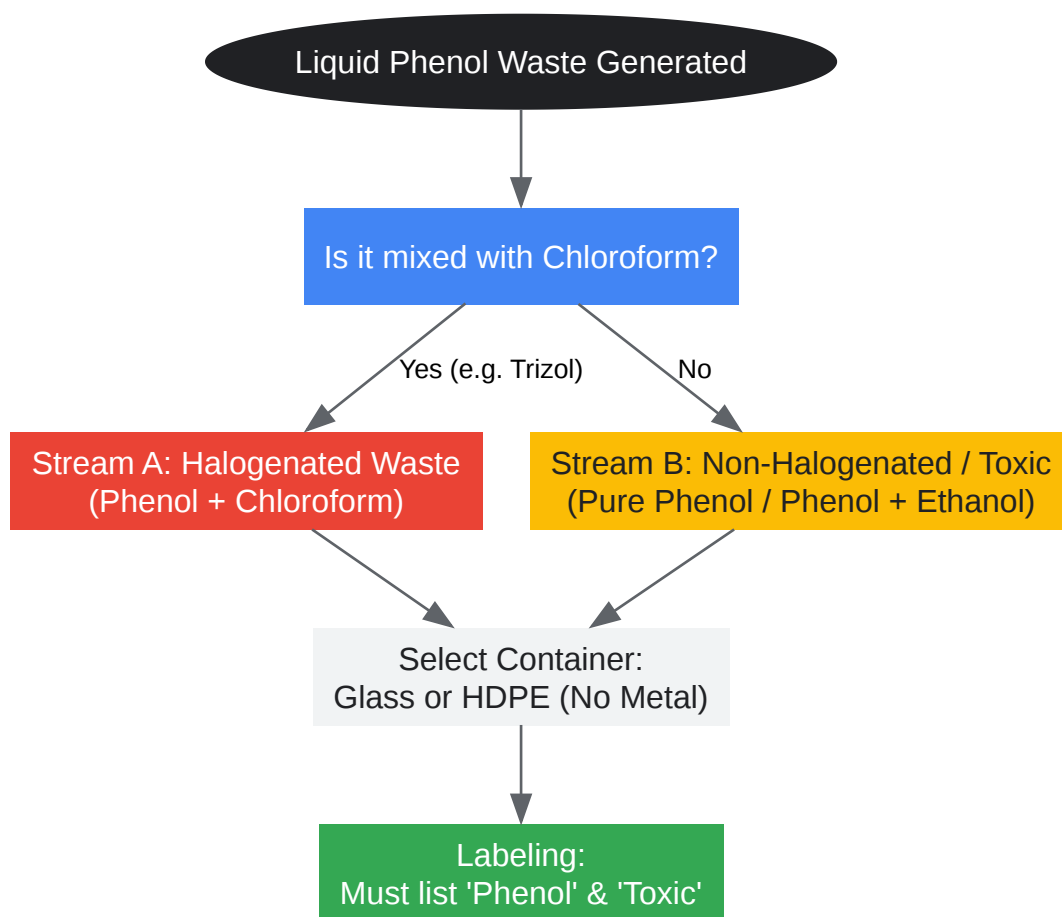 Liquid Phenol Waste Generated
Is it mixed with Chloroform?
Yes (e.g. Trizol)
No
Stream A: Halogenated Waste
(Phenol + Chloroform)
Stream B: Non-Halogenated / Toxic
(Pure Phenol / Phenol + Ethanol)
Select Container:
Glass or HDPE (No Metal)
Labeling:
Must list 'Phenol' & 'Toxic'